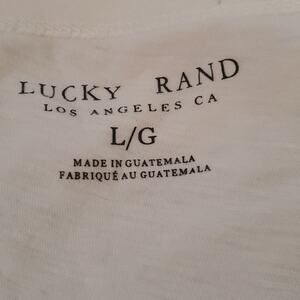 LUCKY RAND
LOS ANGELES CA
L/G
MADE IN GUATEMALA
FABRIQUÉ AU GUATEMALA